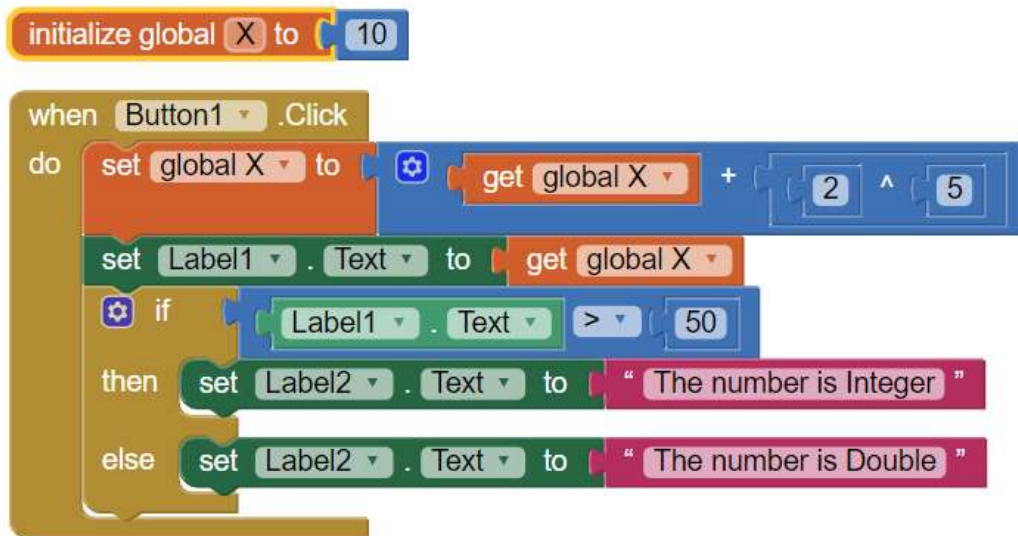 initialize global X to 10
when Button1 .Click
do set global X to get global X + 2 ^ 5
set Label1 . Text to get global X
if Label1 . Text > 50
then set Label2 . Text to “ The number is Integer ”
else set Label2 . Text to “ The number is Double ”